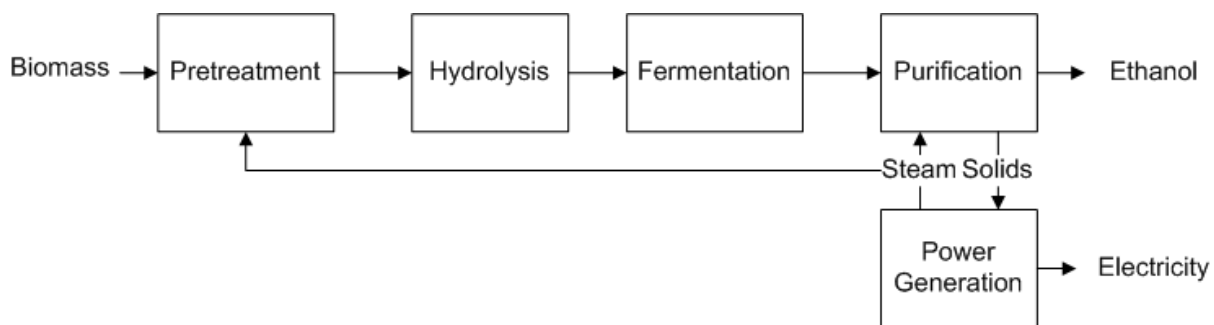 Biomass Pretreatment Hydrolysis Fermentation Purification Ethanol
Steam Solids
Power
Generation
Electricity